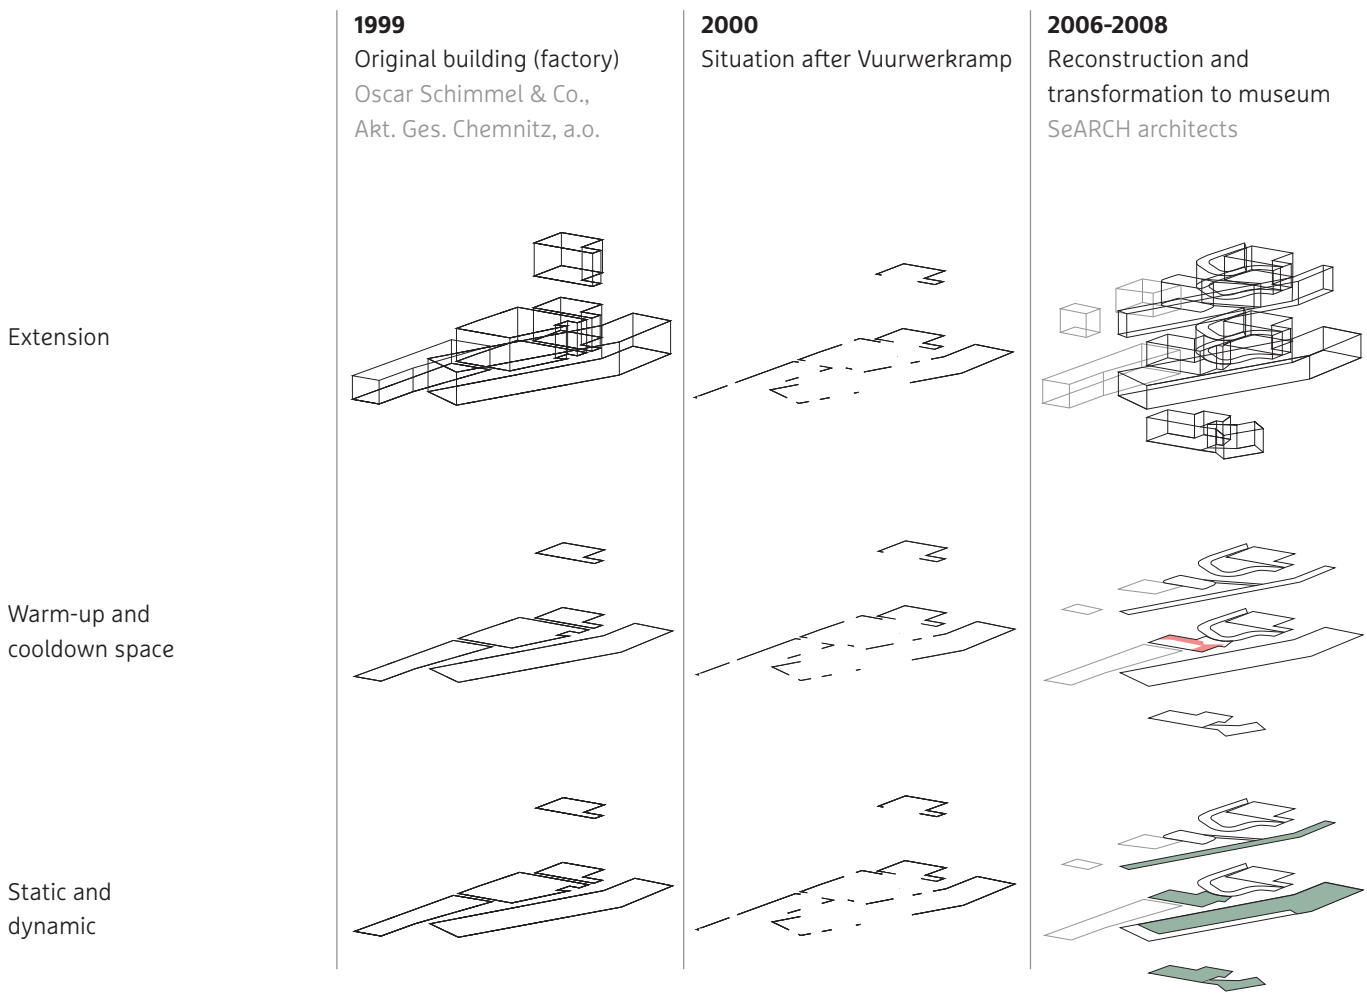 1999
Original building (factory)
Oscar Schimmel & Co.,
Akt. Ges. Chemnitz, a.o.
2000
Situation after Vuurwerkramp
2006-2008
Reconstruction and
transformation to museum
SeARCH architects
Extension
Warm-up and
cooldown space
Static and
dynamic